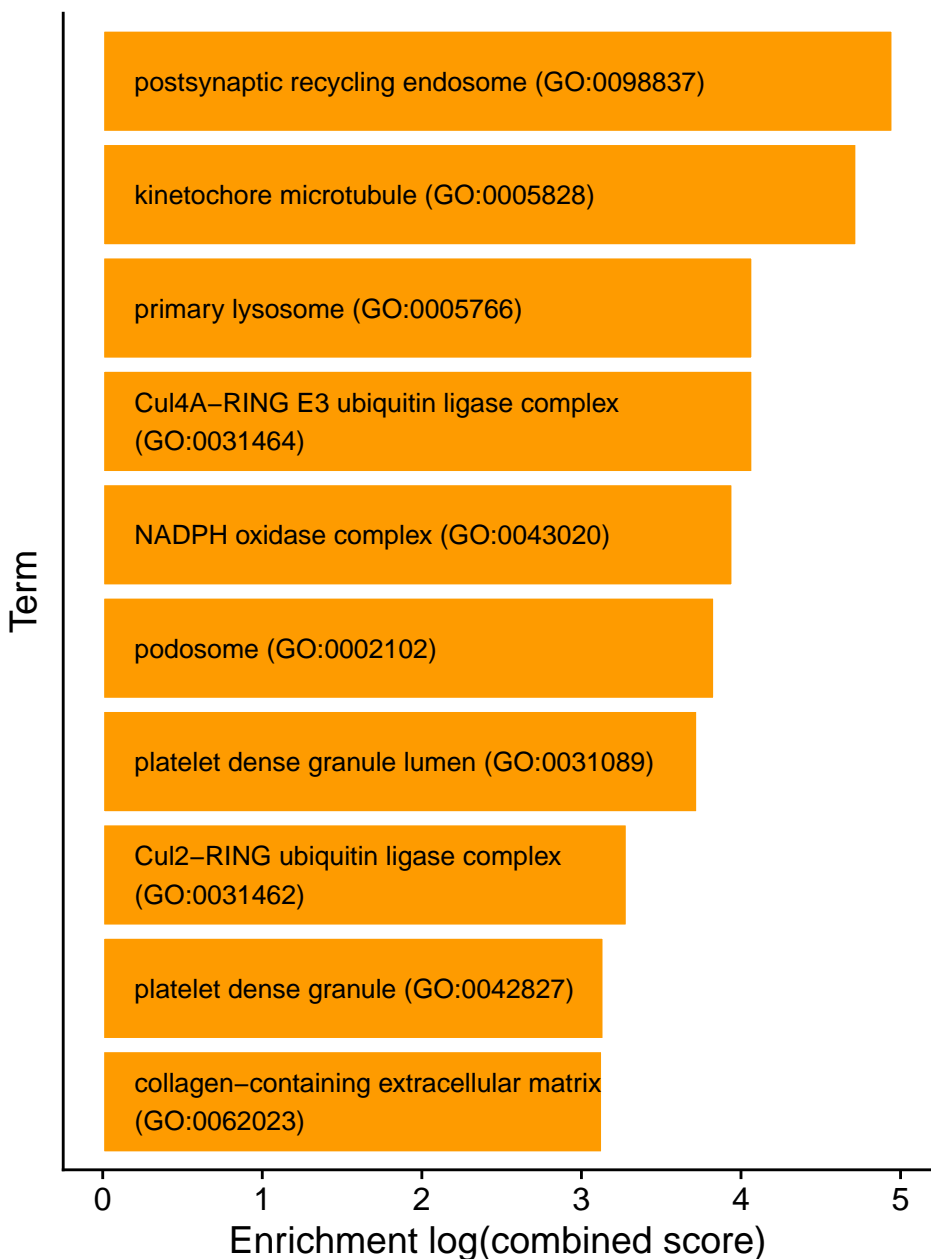 postsynaptic recycling endosome (GO:0098837)
kinetochore microtubule (GO:0005828)
primary lysosome (GO:0005766)
Cul4A−RING E3 ubiquitin ligase complex
(GO:0031464)
NADPH oxidase complex (GO:0043020)
podosome (GO:0002102)
platelet dense granule lumen (GO:0031089)
Cul2−RING ubiquitin ligase complex
(GO:0031462)
platelet dense granule (GO:0042827)
collagen−containing extracellular matrix
(GO:0062023)
Term
0 1 2 3 4 5
Enrichment log(combined score)